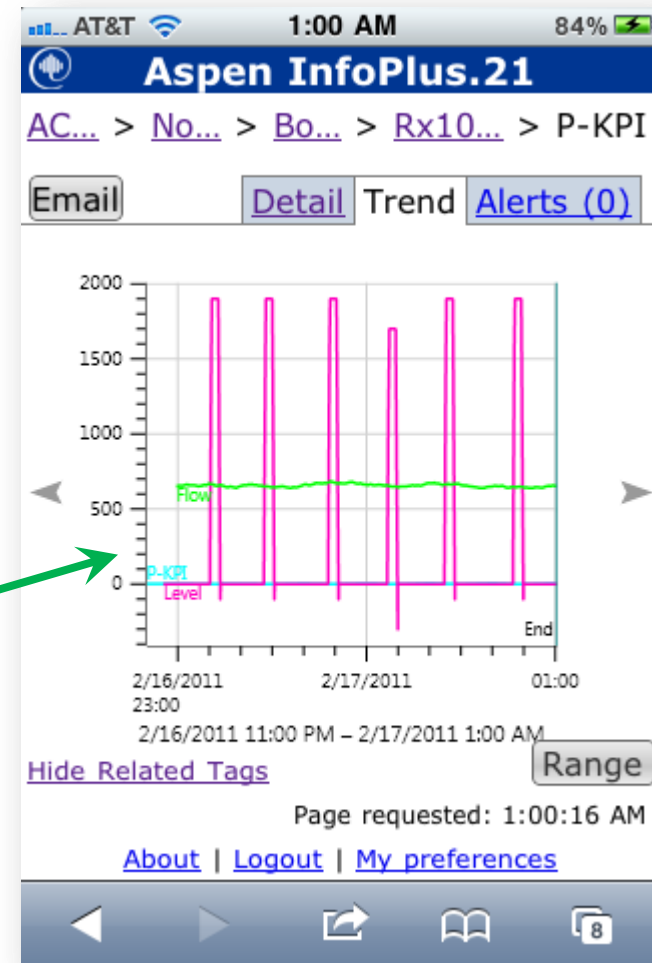 AT&T 1:00 AM 84%
Aspen InfoPlus.21
AC... > No... > Bo... > Rx10... > P-KPI
Email Detail Trend Alerts (0)
2000
1500
1000
500
0
Flow
P-KPI
Level
End
2/16/2011 2/17/2011 01:00
23:00
2/16/2011 11:00 PM – 2/17/2011 1:00 AM
Hide Related Tags Range
Page requested: 1:00:16 AM
About | Logout | My preferences
8